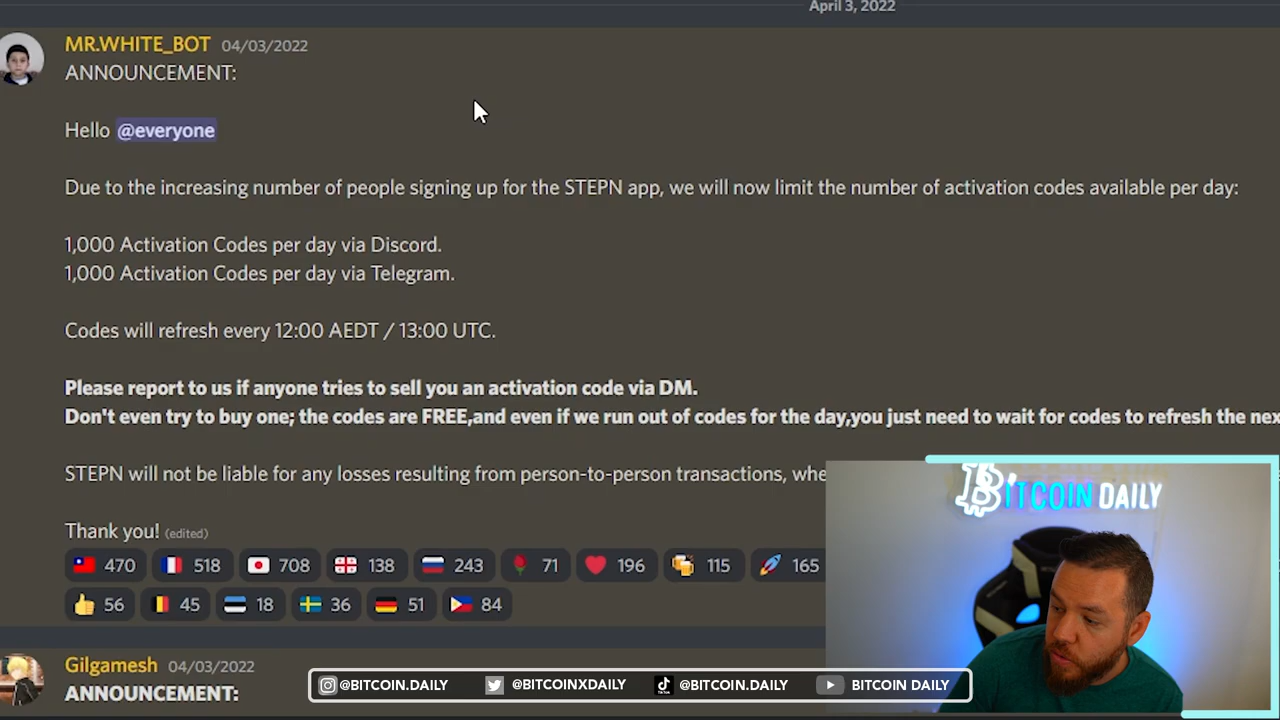 April 3, 2022
MR.WHITE_BOT 04/03/2022
ANNOUNCEMENT:
Hello @everyone
Due to the increasing number of people signing up for the STEPN app, we will now limit the number of activation codes available per day:
1,000 Activation Codes per day via Discord.
1,000 Activation Codes per day via Telegram.
Codes will refresh every 12:00 AEDT / 13:00 UTC.
Please report to us if anyone tries to sell you an activation code via DM.
Don't even try to buy one; the codes are FREE,and even if we run out of codes for the day,you just need to wait for codes to refresh the
STEPN will not be liable for any losses resulting from person-to-person transactions,
BITCOIN DAILY
Thank you! (edited)
470 518 708 138 243 71 196 115 165
56 45 18 36 51 84
Gilgamesh 04/03/2022
ANNOUNCEMENT:
@BITCOIN.DAILY @BITCOINXDAILY @BITCOIN.DAILY BITCOIN DAILY